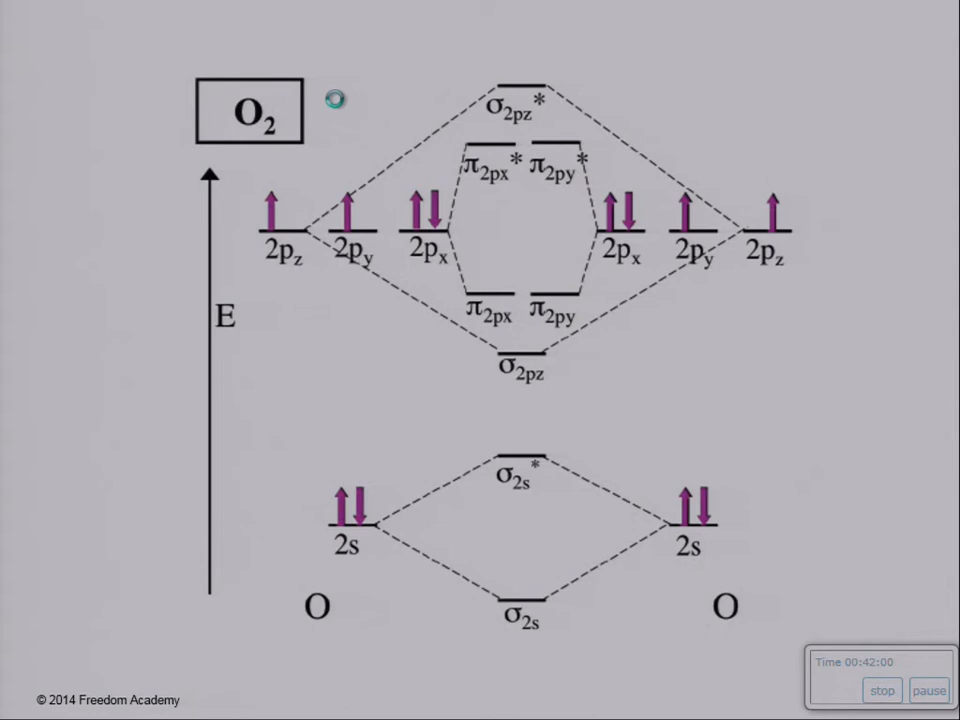 O₂
σ₂pz*
π₂px* π₂py*
2pz 2py 2px 2px 2py 2pz
E
π₂px π₂py
σ₂pz
σ₂s*
2s 2s
O O
σ₂s
Time 00:42:00
stop pause
© 2014 Freedom Academy